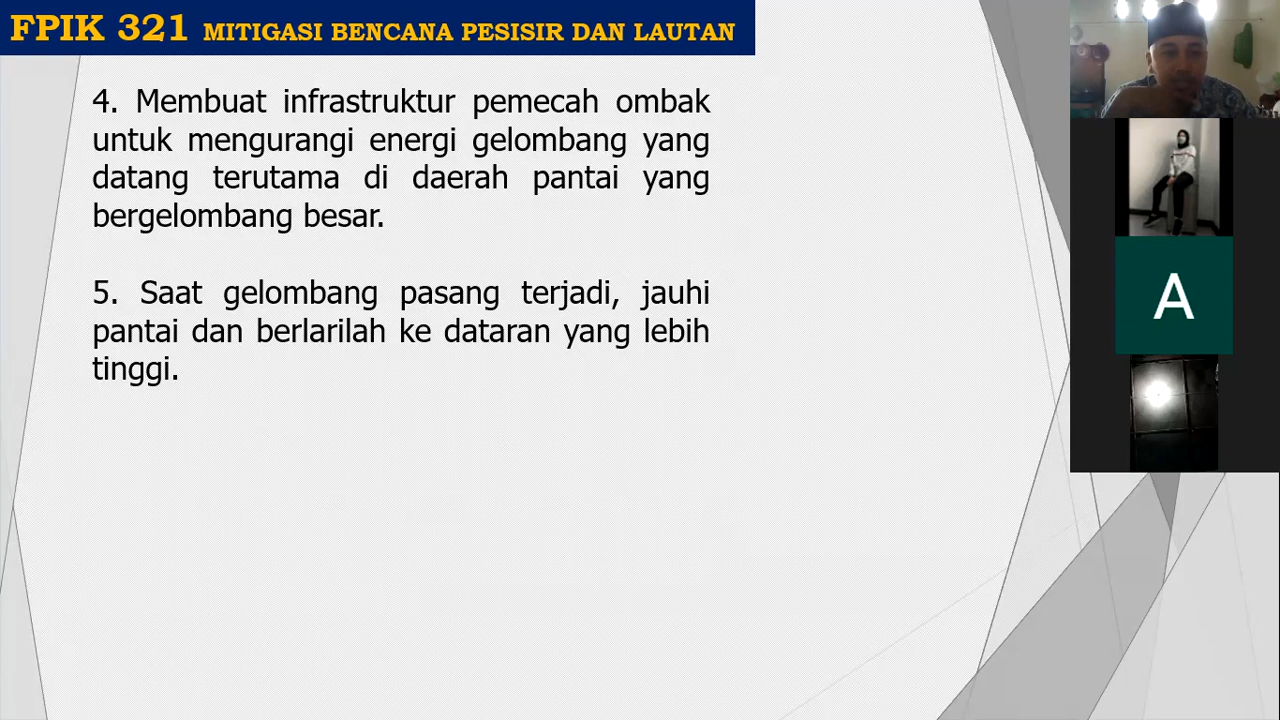 FPIK 321 MITIGASI BENCANA PESISIR DAN LAUTAN
4. Membuat infrastruktur pemecah ombak
untuk mengurangi energi gelombang yang
datang terutama di daerah pantai yang
bergelombang besar.
5. Saat gelombang pasang terjadi, jauhi
pantai dan berlarilah ke dataran yang lebih
tinggi.
A